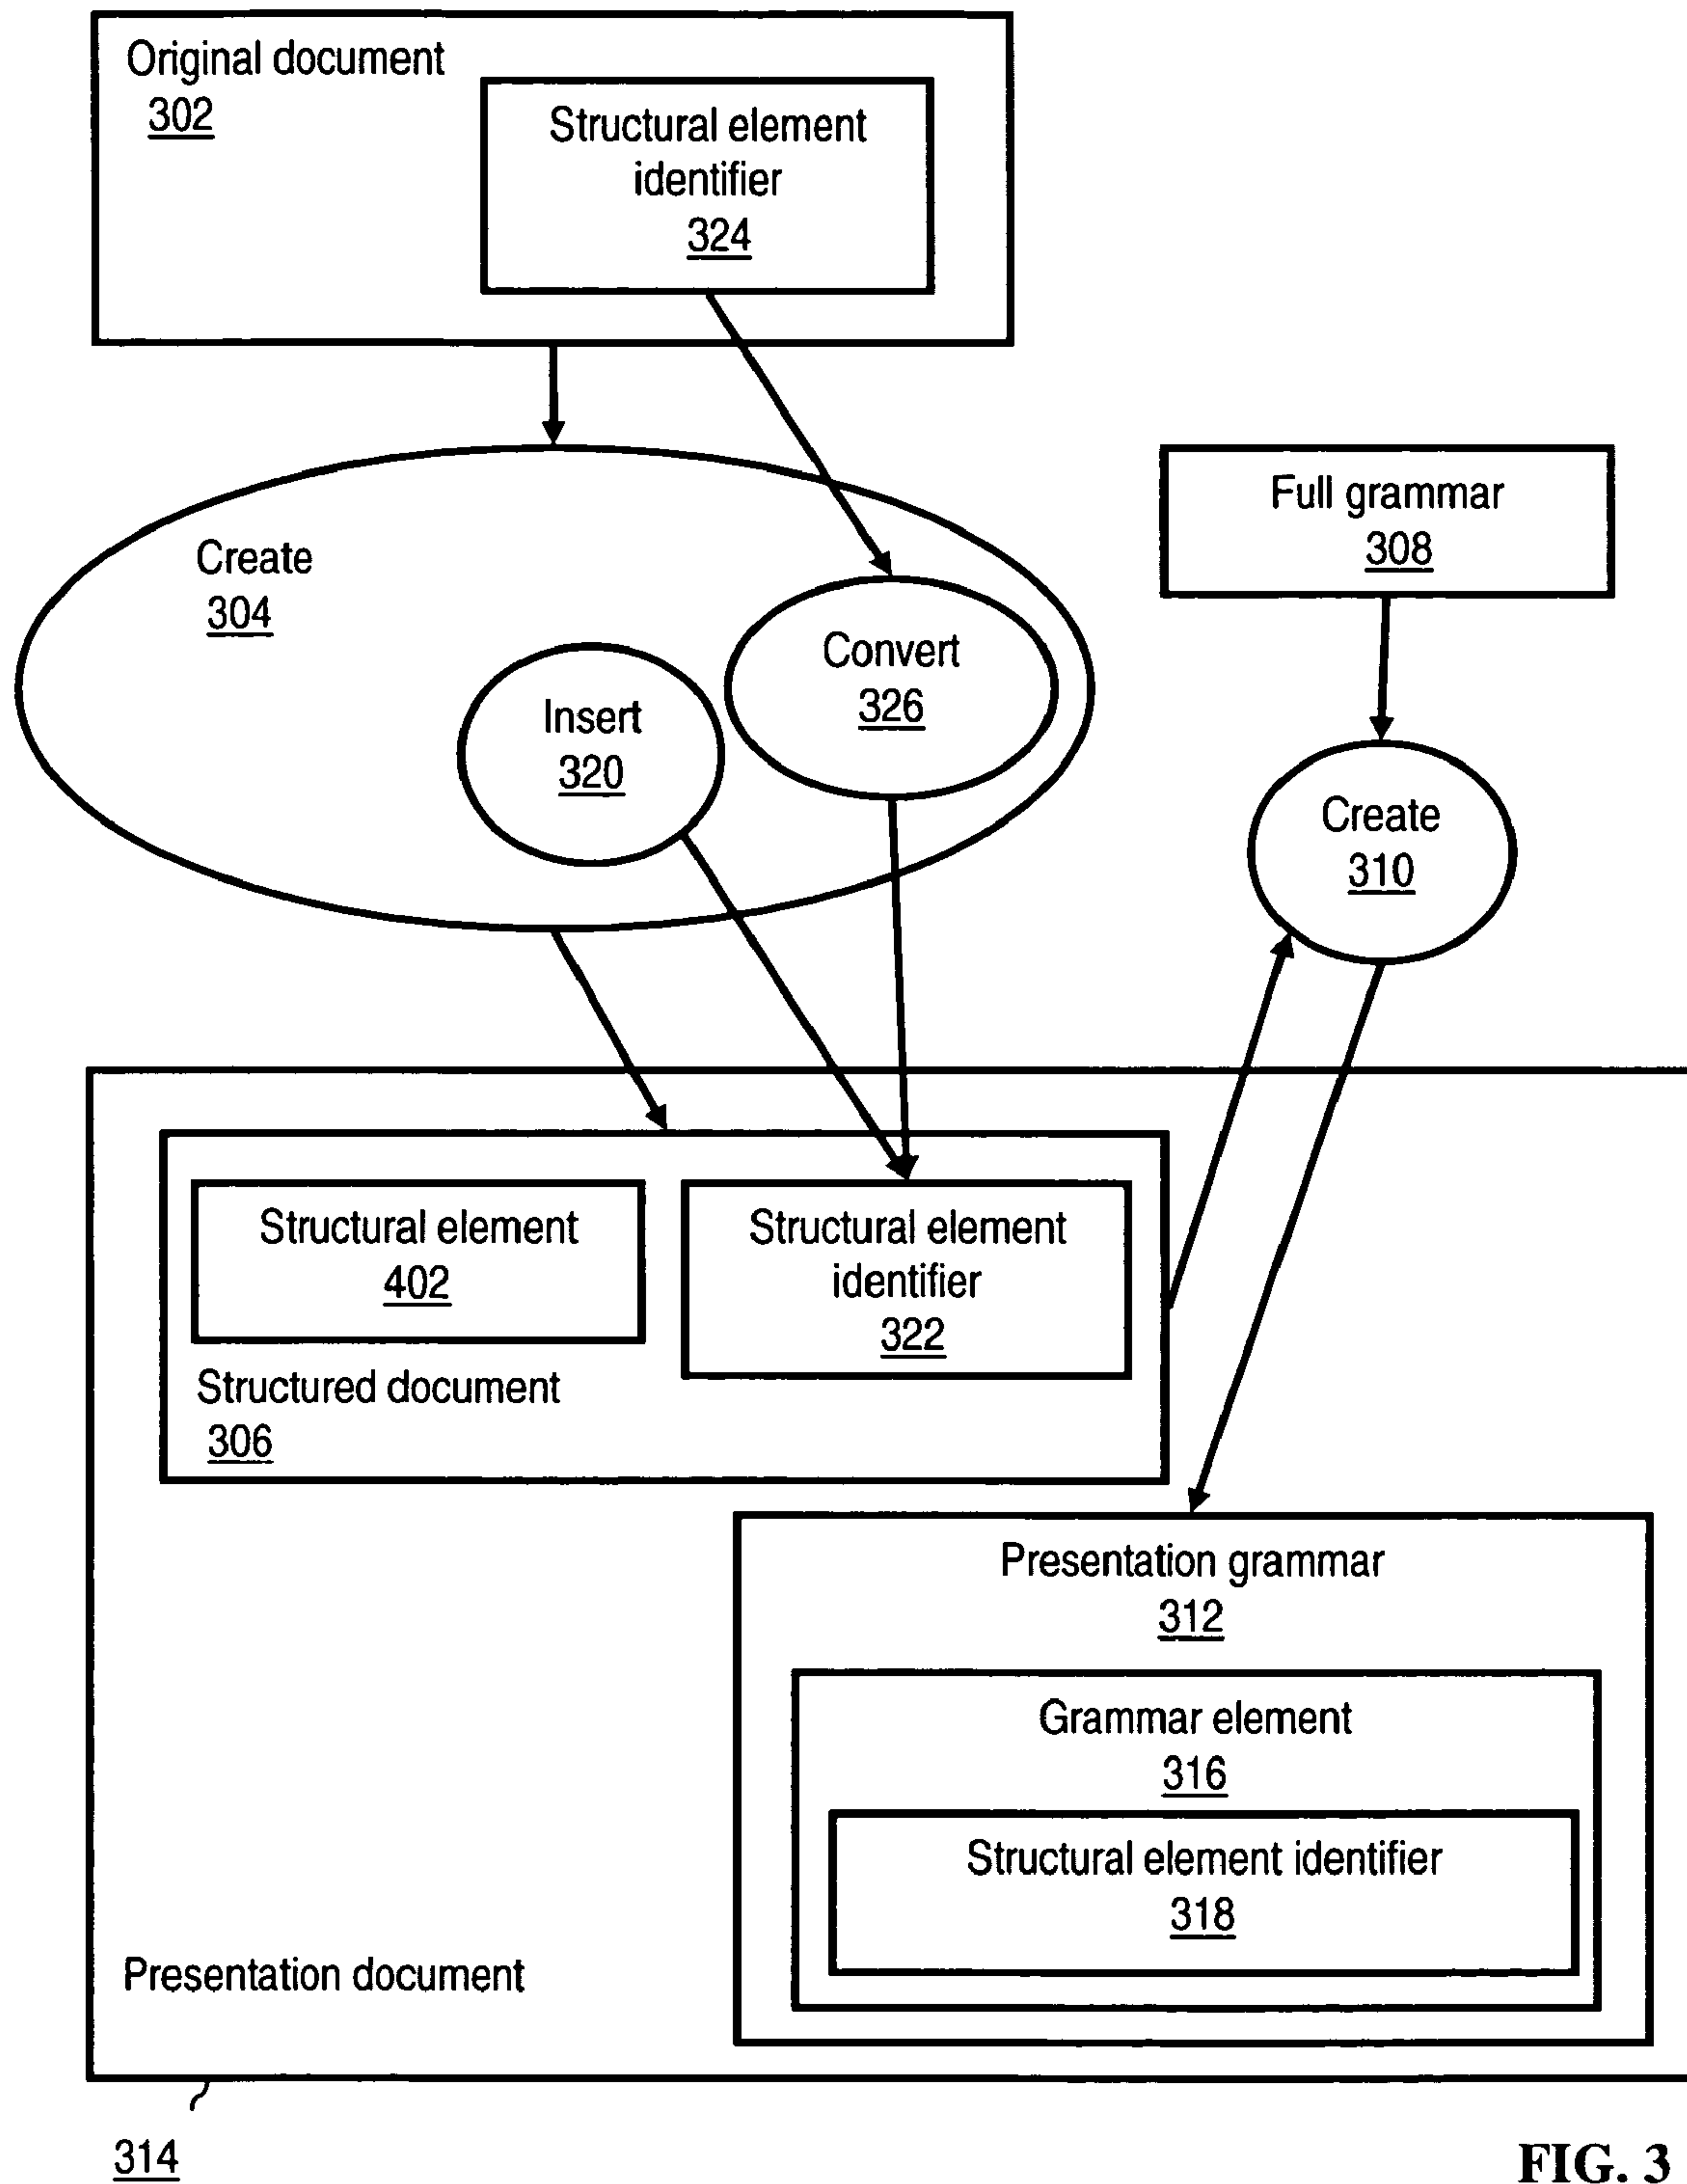 Original document
302
Structural element
identifier
324
Create
304
Insert
320
Convert
326
Full grammar
308
Create
310
Structural element
402
Structural element
identifier
322
Structured document
306
Presentation grammar
312
Grammar element
316
Structural element identifier
318
Presentation document
314
FIG. 3